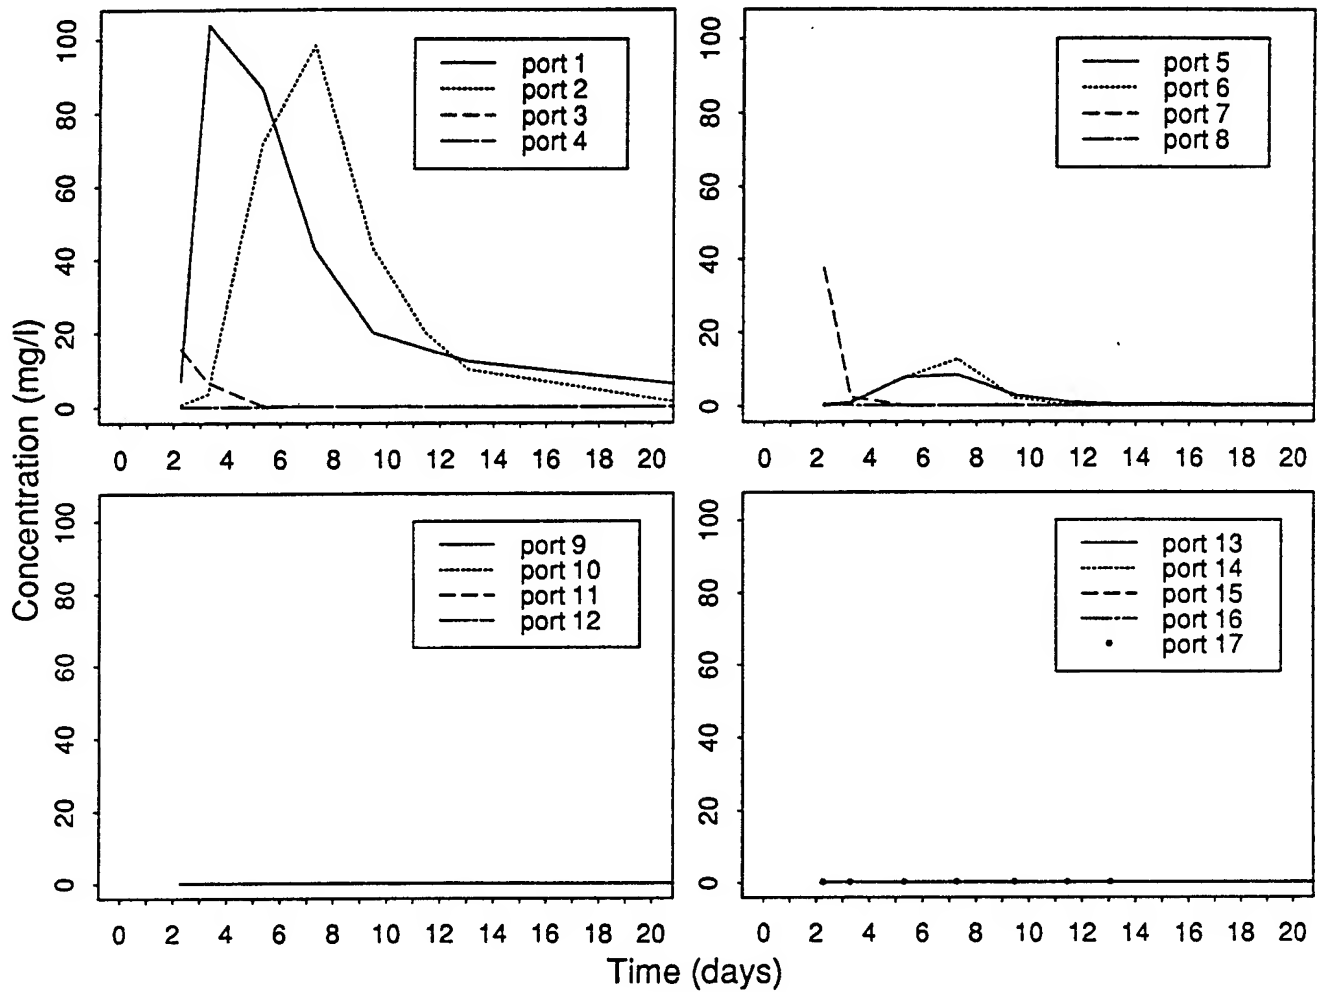 Concentration (mg/l)
100
80
60
40
20
0
port 1
port 2
port 3
port 4
0 2 4 6 8 10 12 14 16 18 20
100
80
60
40
20
0
port 5
port 6
port 7
port 8
0 2 4 6 8 10 12 14 16 18 20
100
80
60
40
20
0
port 9
port 10
port 11
port 12
0 2 4 6 8 10 12 14 16 18 20
100
80
60
40
20
0
port 13
port 14
port 15
port 16
port 17
0 2 4 6 8 10 12 14 16 18 20
Time (days)